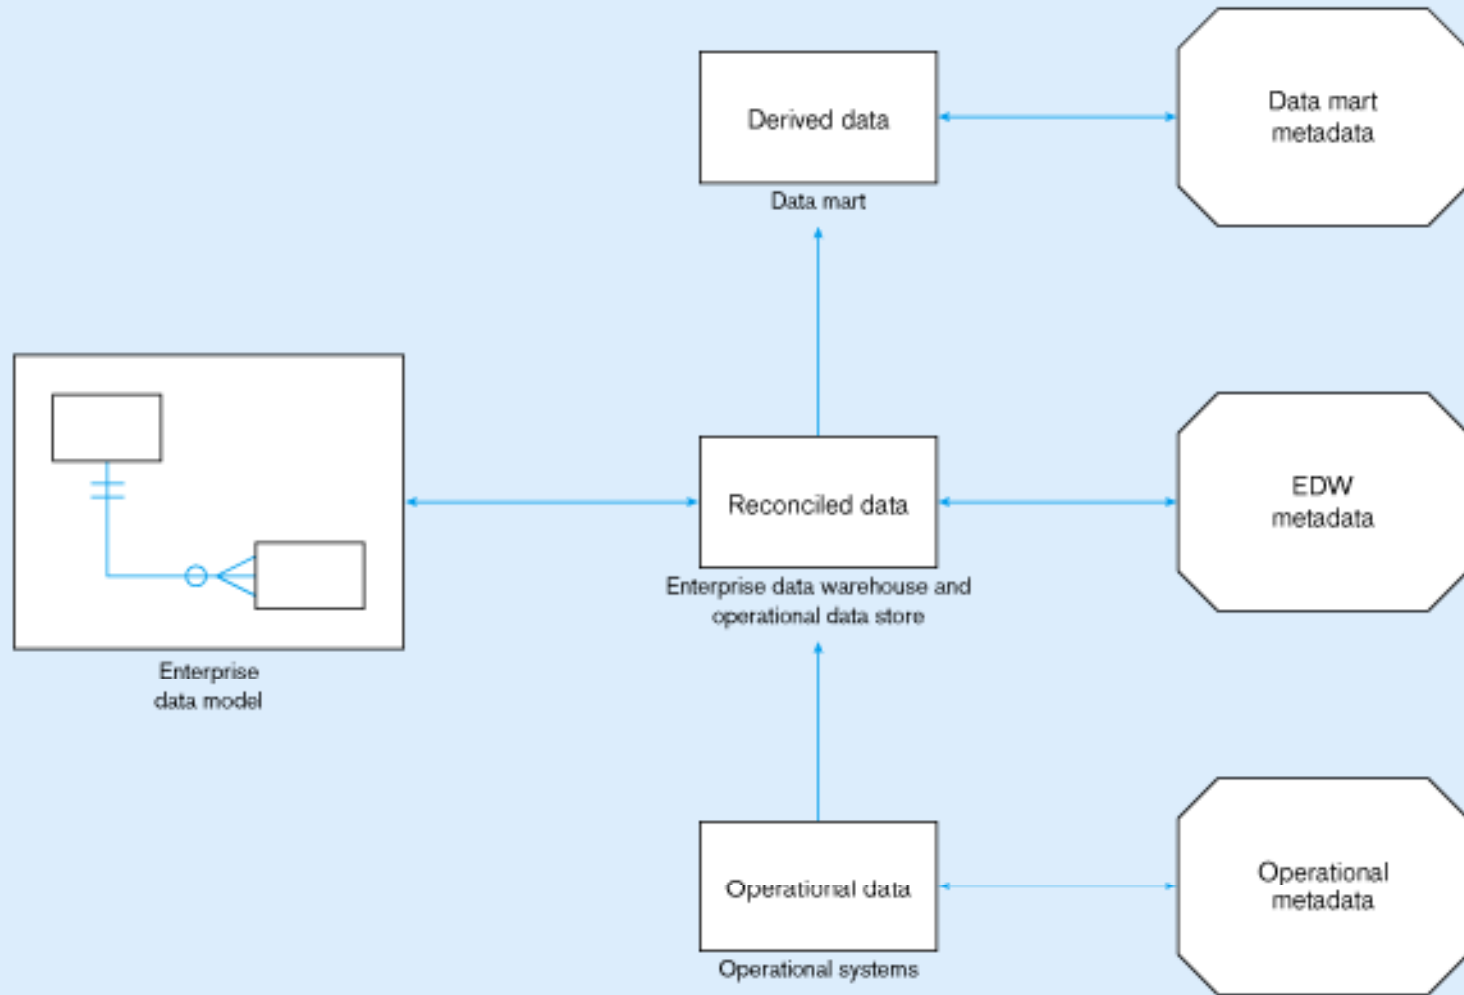 Derived data
Data mart
Data mart
metadata
Reconciled data
Enterprise data warehouse and
operational data store
EDW
metadata
Enterprise
data model
Operational data
Operational systems
Operational
metadata